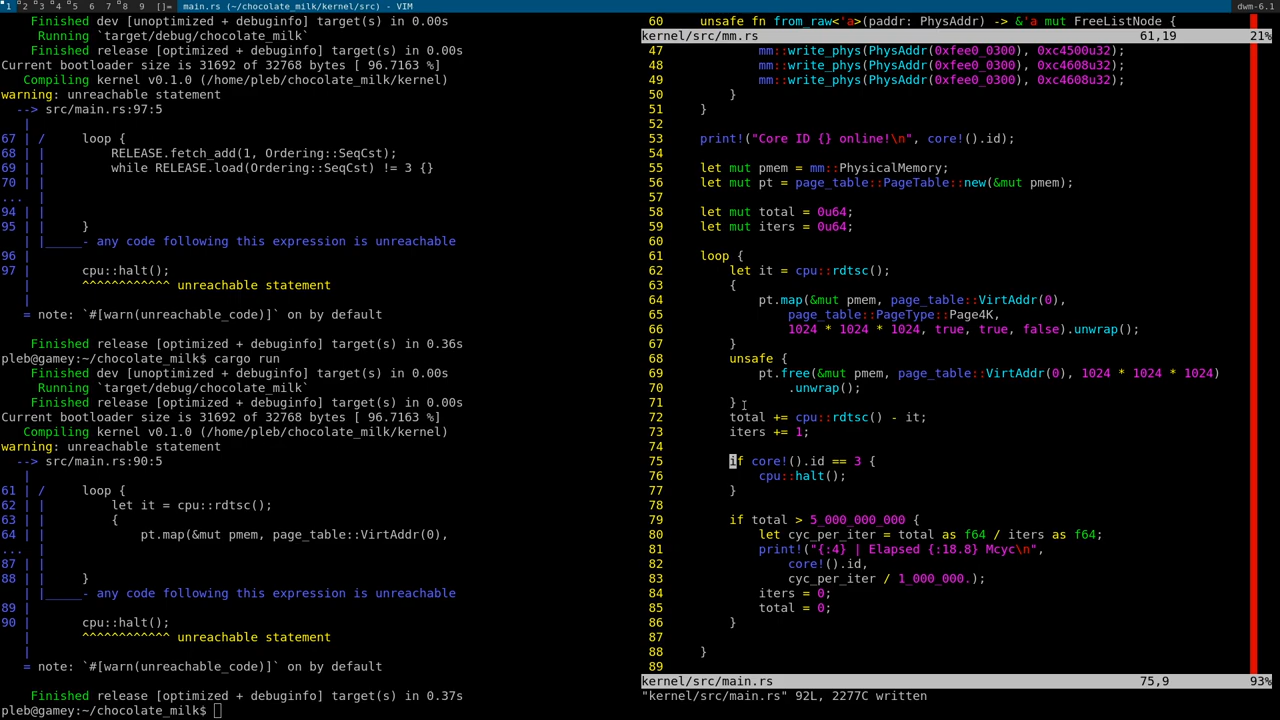 1 2 3 4 5 6 7 8 9 []= main.rs (~/chocolate_milk/kernel/src) - VIM dwm-6.1
Finished dev [unoptimized + debuginfo] target(s) in 0.00s
Running `target/debug/chocolate_milk`
Finished release [optimized + debuginfo] target(s) in 0.00s
Current bootloader size is 31692 of 32768 bytes [ 96.7163 %]
Compiling kernel v0.1.0 (/home/pleb/chocolate_milk/kernel)
warning: unreachable statement
--> src/main.rs:97:5
|
67 | / loop {
68 | | RELEASE.fetch_add(1, Ordering::SeqCst);
69 | | while RELEASE.load(Ordering::SeqCst) != 3 {}
70 | |
... |
94 | |
95 | | }
| |_____- any code following this expression is unreachable
96 |
97 | cpu::halt();
| ^^^^^^^^^^^^ unreachable statement
|
= note: `#[warn(unreachable_code)]` on by default

Finished release [optimized + debuginfo] target(s) in 0.36s
pleb@gamey:~/chocolate_milk$ cargo run
Finished dev [unoptimized + debuginfo] target(s) in 0.00s
Running `target/debug/chocolate_milk`
Finished release [optimized + debuginfo] target(s) in 0.00s
Current bootloader size is 31692 of 32768 bytes [ 96.7163 %]
Compiling kernel v0.1.0 (/home/pleb/chocolate_milk/kernel)
warning: unreachable statement
--> src/main.rs:90:5
|
61 | / loop {
62 | | let it = cpu::rdtsc();
63 | | {
64 | | pt.map(&mut pmem, page_table::VirtAddr(0),
... |
87 | |
88 | | }
| |_____- any code following this expression is unreachable
89 |
90 | cpu::halt();
| ^^^^^^^^^^^^ unreachable statement
|
= note: `#[warn(unreachable_code)]` on by default

Finished release [optimized + debuginfo] target(s) in 0.37s
pleb@gamey:~/chocolate_milk$
60 unsafe fn from_raw<'a>(paddr: PhysAddr) -> &'a mut FreeListNode {
kernel/src/mm.rs 61,19 21%
47 mm::write_phys(PhysAddr(0xfee0_0300), 0xc4500u32);
48 mm::write_phys(PhysAddr(0xfee0_0300), 0xc4608u32);
49 mm::write_phys(PhysAddr(0xfee0_0300), 0xc4608u32);
50 }
51 }
52
53 print!("Core ID {} online!\n", core!().id);
54
55 let mut pmem = mm::PhysicalMemory;
56 let mut pt = page_table::PageTable::new(&mut pmem);
57
58 let mut total = 0u64;
59 let mut iters = 0u64;
60
61 loop {
62 let it = cpu::rdtsc();
63 {
64 pt.map(&mut pmem, page_table::VirtAddr(0),
65 page_table::PageType::Page4K,
66 1024 * 1024 * 1024, true, true, false).unwrap();
67 }
68 unsafe {
69 pt.free(&mut pmem, page_table::VirtAddr(0), 1024 * 1024 * 1024)
70 .unwrap();
71 }
72 total += cpu::rdtsc() - it;
73 iters += 1;
74
75 if core!().id == 3 {
76 cpu::halt();
77 }
78
79 if total > 5_000_000_000 {
80 let cyc_per_iter = total as f64 / iters as f64;
81 print!("{:4} | Elapsed {:18.8} Mcyc\n",
82 core!().id,
83 cyc_per_iter / 1_000_000.);
84 iters = 0;
85 total = 0;
86 }
87
88 }
89
kernel/src/main.rs 75,9 93%
"kernel/src/main.rs" 92L, 2277C written